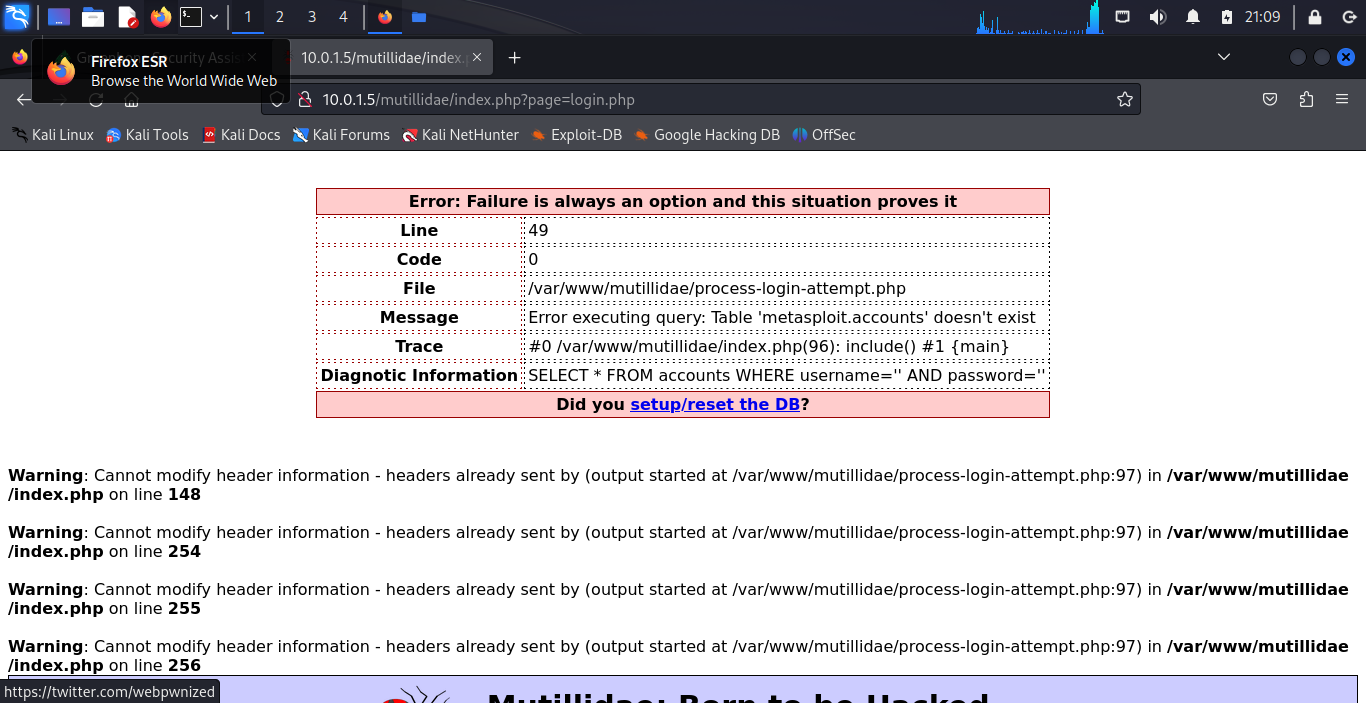 1 2 3 4 21:09
Firefox ESR
Browse the World Wide Web
10.0.1.5/mutillidae/index.
10.0.1.5/mutillidae/index.php?page=login.php
Kali Linux Kali Tools Kali Docs Kali Forums Kali NetHunter Exploit-DB Google Hacking DB OffSec
Error: Failure is always an option and this situation proves it
Line 49
Code 0
File /var/www/mutillidae/process-login-attempt.php
Message Error executing query: Table 'metasploit.accounts' doesn't exist
Trace #0 /var/www/mutillidae/index.php(96): include() #1 {main}
Diagnotic Information SELECT * FROM accounts WHERE username='' AND password=''
Did you setup/reset the DB?
Warning: Cannot modify header information - headers already sent by (output started at /var/www/mutillidae/process-login-attempt.php:97) in /var/www/mutillidae
/index.php on line 148
Warning: Cannot modify header information - headers already sent by (output started at /var/www/mutillidae/process-login-attempt.php:97) in /var/www/mutillidae
/index.php on line 254
Warning: Cannot modify header information - headers already sent by (output started at /var/www/mutillidae/process-login-attempt.php:97) in /var/www/mutillidae
/index.php on line 255
Warning: Cannot modify header information - headers already sent by (output started at /var/www/mutillidae/process-login-attempt.php:97) in /var/www/mutillidae
/index.php on line 256
https://twitter.com/webpwnized
Mutillidae: Born to be Hacked